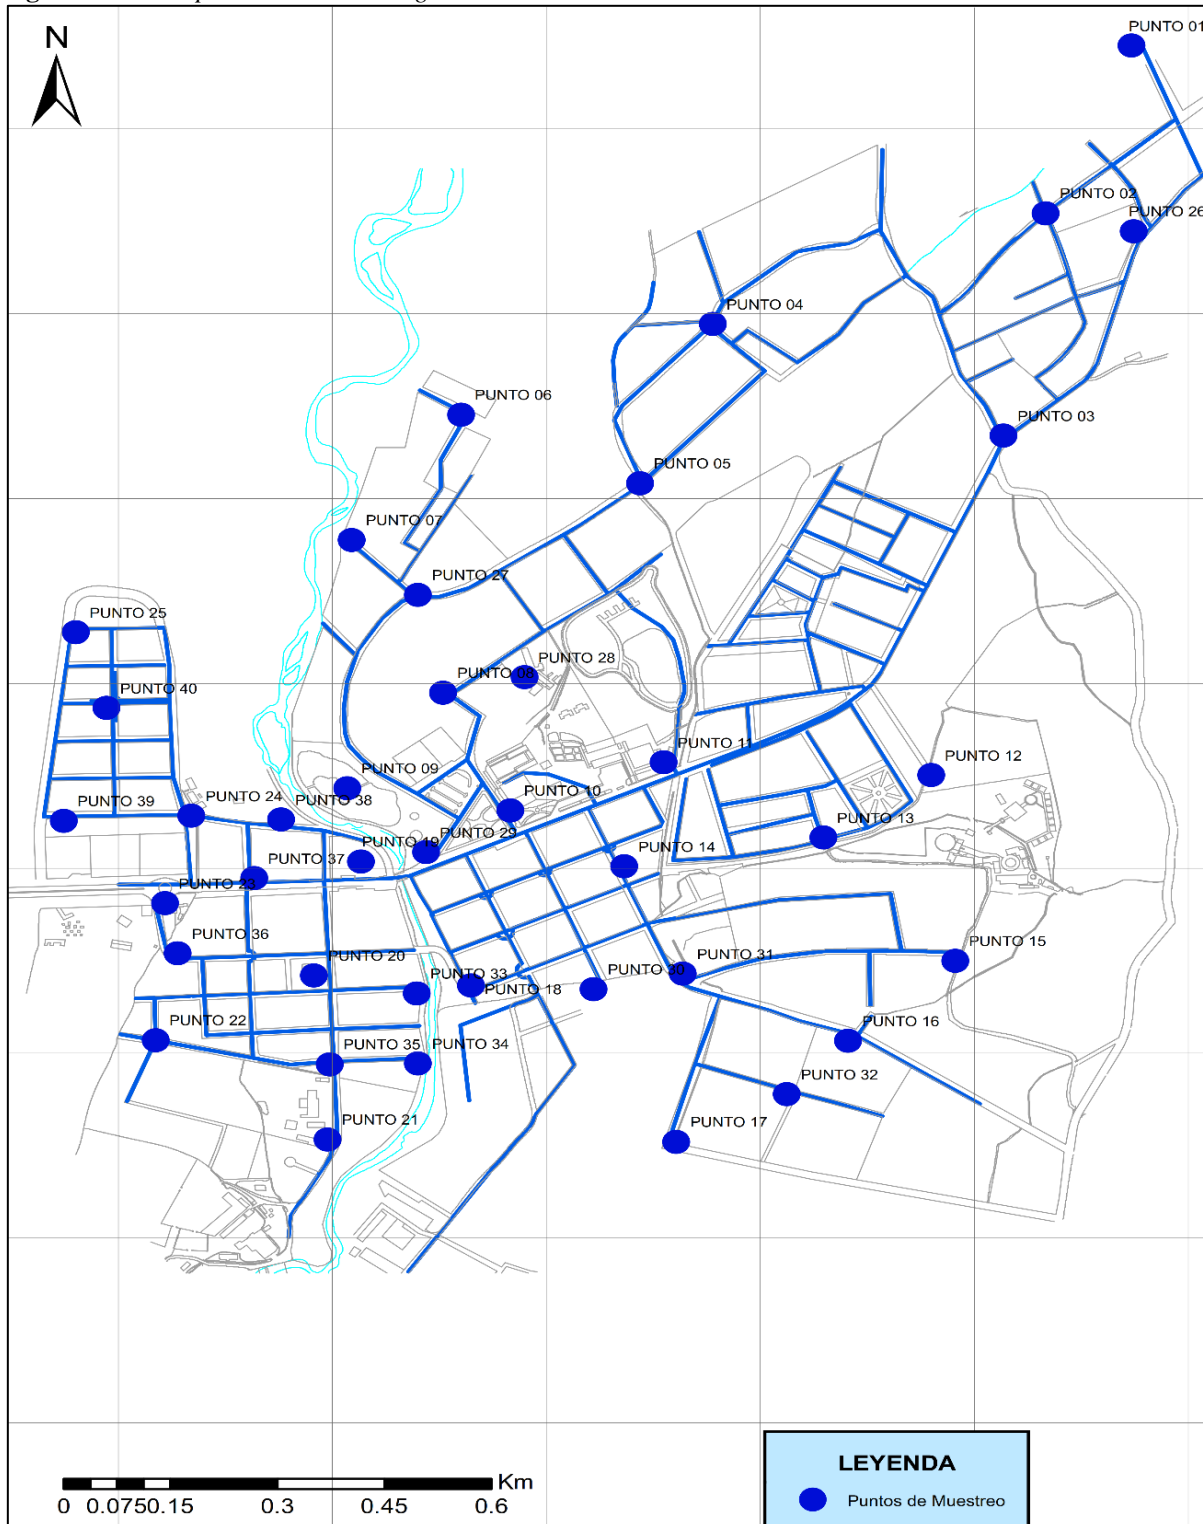 N
PUNTO 01
PUNTO 02
PUNTO 26
PUNTO 04
PUNTO 06
PUNTO 03
PUNTO 05
PUNTO 07
PUNTO 27
PUNTO 25
PUNTO 28
PUNTO 08
PUNTO 40
PUNTO 11
PUNTO 09
PUNTO 12
PUNTO 10
PUNTO 39
PUNTO 24
PUNTO 38
PUNTO 29
PUNTO 19
PUNTO 13
PUNTO 14
PUNTO 37
PUNTO 23
PUNTO 36
PUNTO 20
PUNTO 33
PUNTO 18
PUNTO 30
PUNTO 31
PUNTO 15
PUNTO 22
PUNTO 35
PUNTO 34
PUNTO 16
PUNTO 32
PUNTO 21
PUNTO 17
Km
0 0.075 0.15 0.3 0.45 0.6
LEYENDA
Puntos de Muestreo